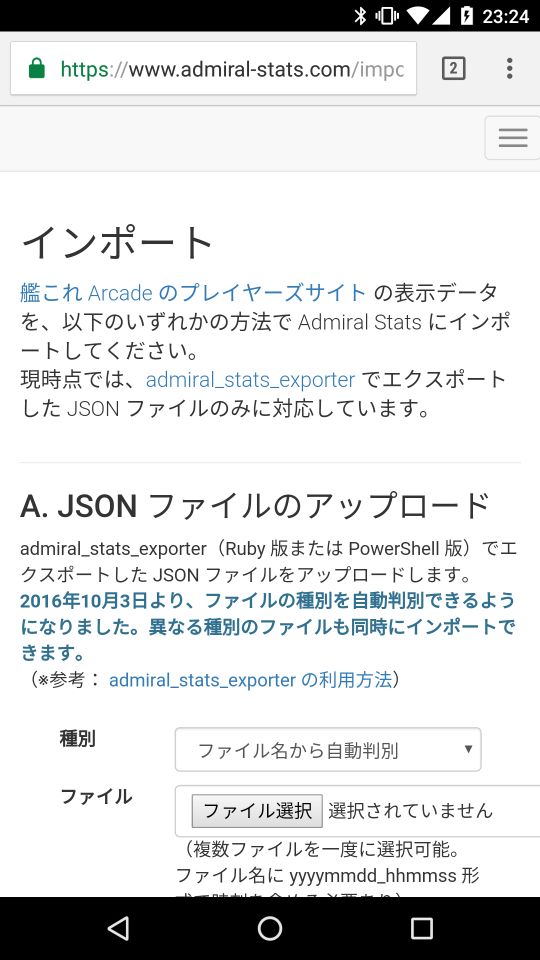 23:24
https://www.admiral-stats.com/impc
2
インポート
艦これ Arcade のプレイヤーズサイト の表示データ
を、以下のいずれかの方法で Admiral Stats にインポ
ートしてください。
現時点では、admiral_stats_exporter でエクスポート
した JSON ファイルのみに対応しています。
A. JSON ファイルのアップロード
admiral_stats_exporter（Ruby 版または PowerShell 版）でエ
クスポートした JSON ファイルをアップロードします。
2016年10月3日より、ファイルの種別を自動判別できるよう
になりました。異なる種別のファイルも同時にインポートで
きます。
（※参考： admiral_stats_exporter の利用方法）
種別
ファイル名から自動判別
ファイル
ファイル選択 選択されていません
（複数ファイルを一度に選択可能。
ファイル名に yyyymmdd_hhmmss 形